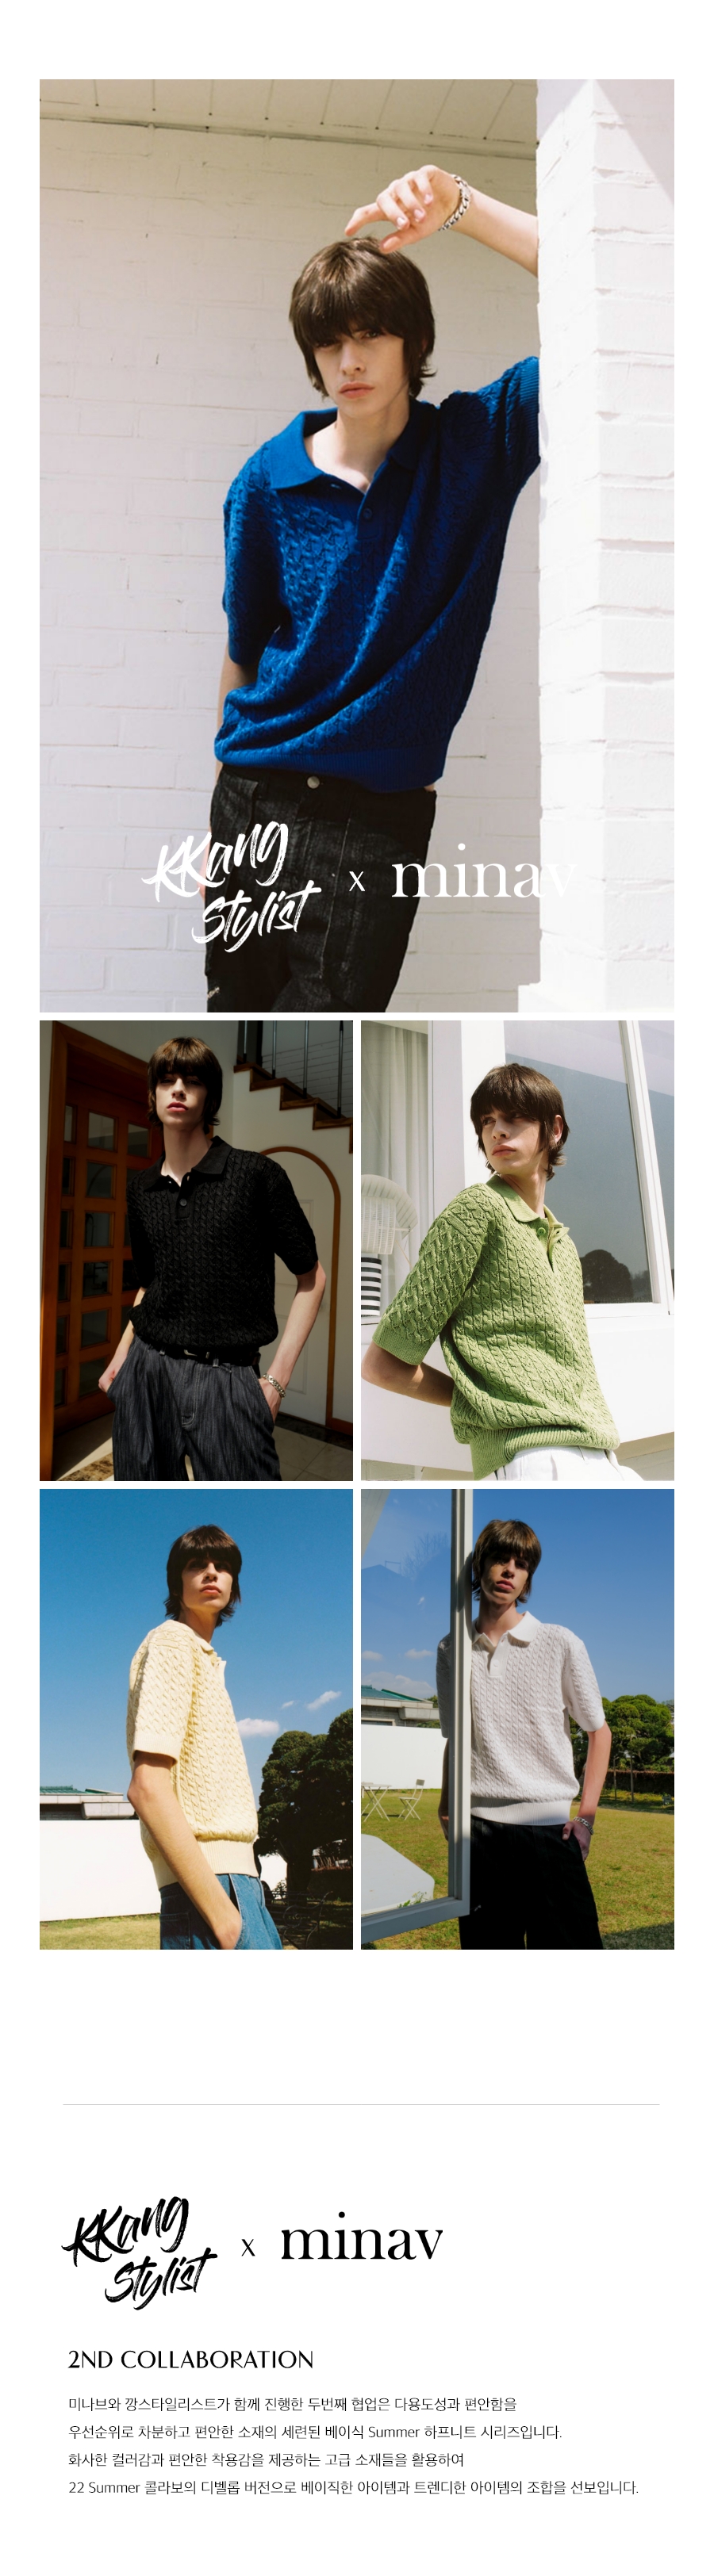 KKang
Stylist
x
minav
KKang
Stylist
x
minav
2ND COLLABORATION
미나브와 깡스타일리스트가 함께 진행한 두번째 협업은 다용도성과 편안함을
우선순위로 차분하고 편안한 소재의 세련된 베이식 Summer 하프니트 시리즈입니다.
화사한 컬러감과 편안한 착용감을 제공하는 고급 소재들을 활용하여
22 Summer 콜라보의 디벨롭 버전으로 베이직한 아이템과 트렌디한 아이템의 조합을 선보입니다.